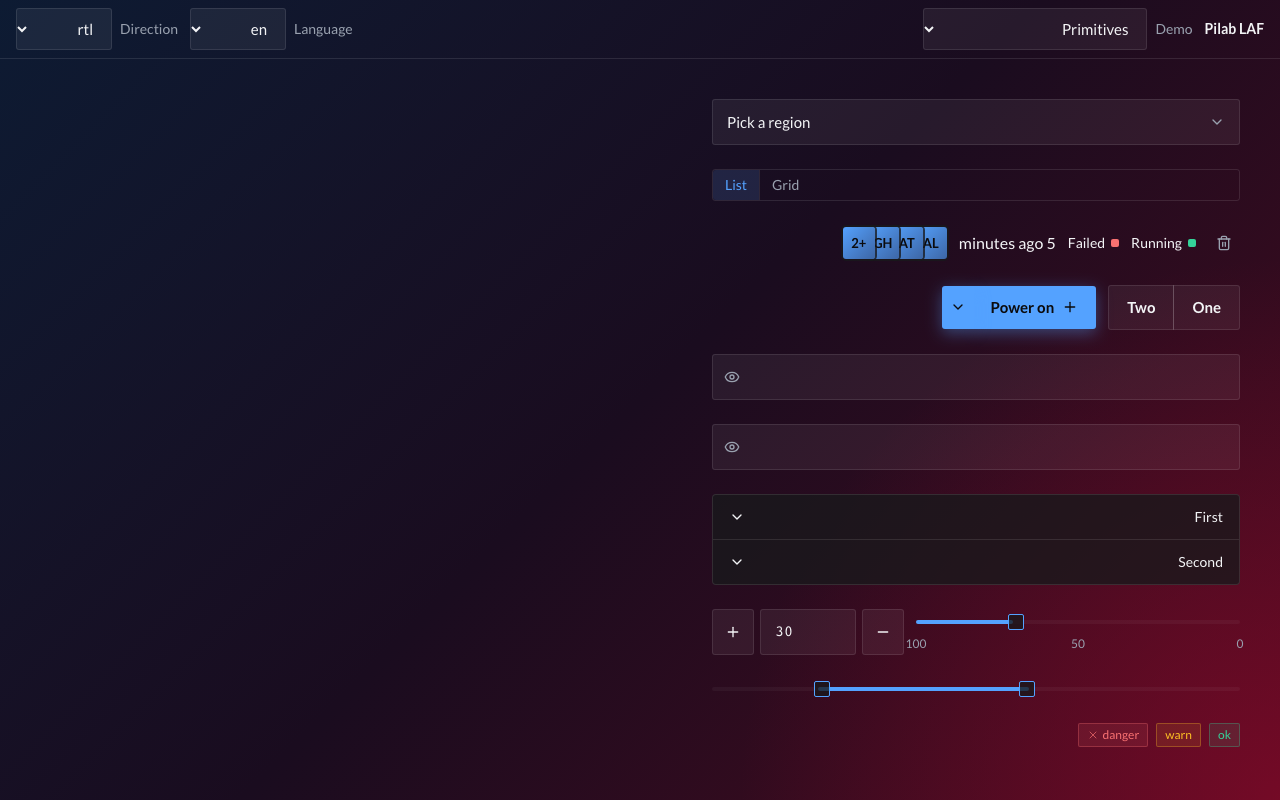 Pilab LAF Demo Primitives
Language en Direction rtl
Pick a region
List Grid
Running Failed minutes ago 5 AL AT GH 2+
One Two Power on
First
Second
30
0 50 100
ok warn danger